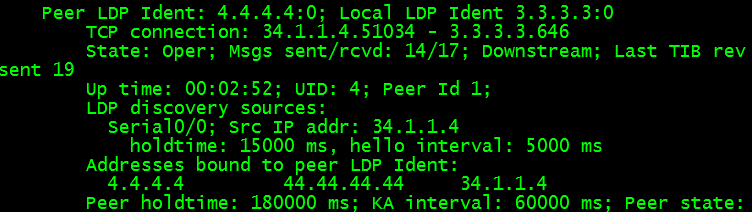 Peer LDP Ident: 4.4.4.4:0; Local LDP Ident 3.3.3.3:0
TCP connection: 34.1.1.4.51034 - 3.3.3.3.646
State: Oper; Msgs sent/rcvd: 14/17; Downstream; Last TIB rev
sent 19
Up time: 00:02:52; UID: 4; Peer Id 1;
LDP discovery sources:
Serial0/0; Src IP addr: 34.1.1.4
holdtime: 15000 ms, hello interval: 5000 ms
Addresses bound to peer LDP Ident:
4.4.4.4 44.44.44.44 34.1.1.4
Peer holdtime: 180000 ms; KA interval: 60000 ms; Peer state: